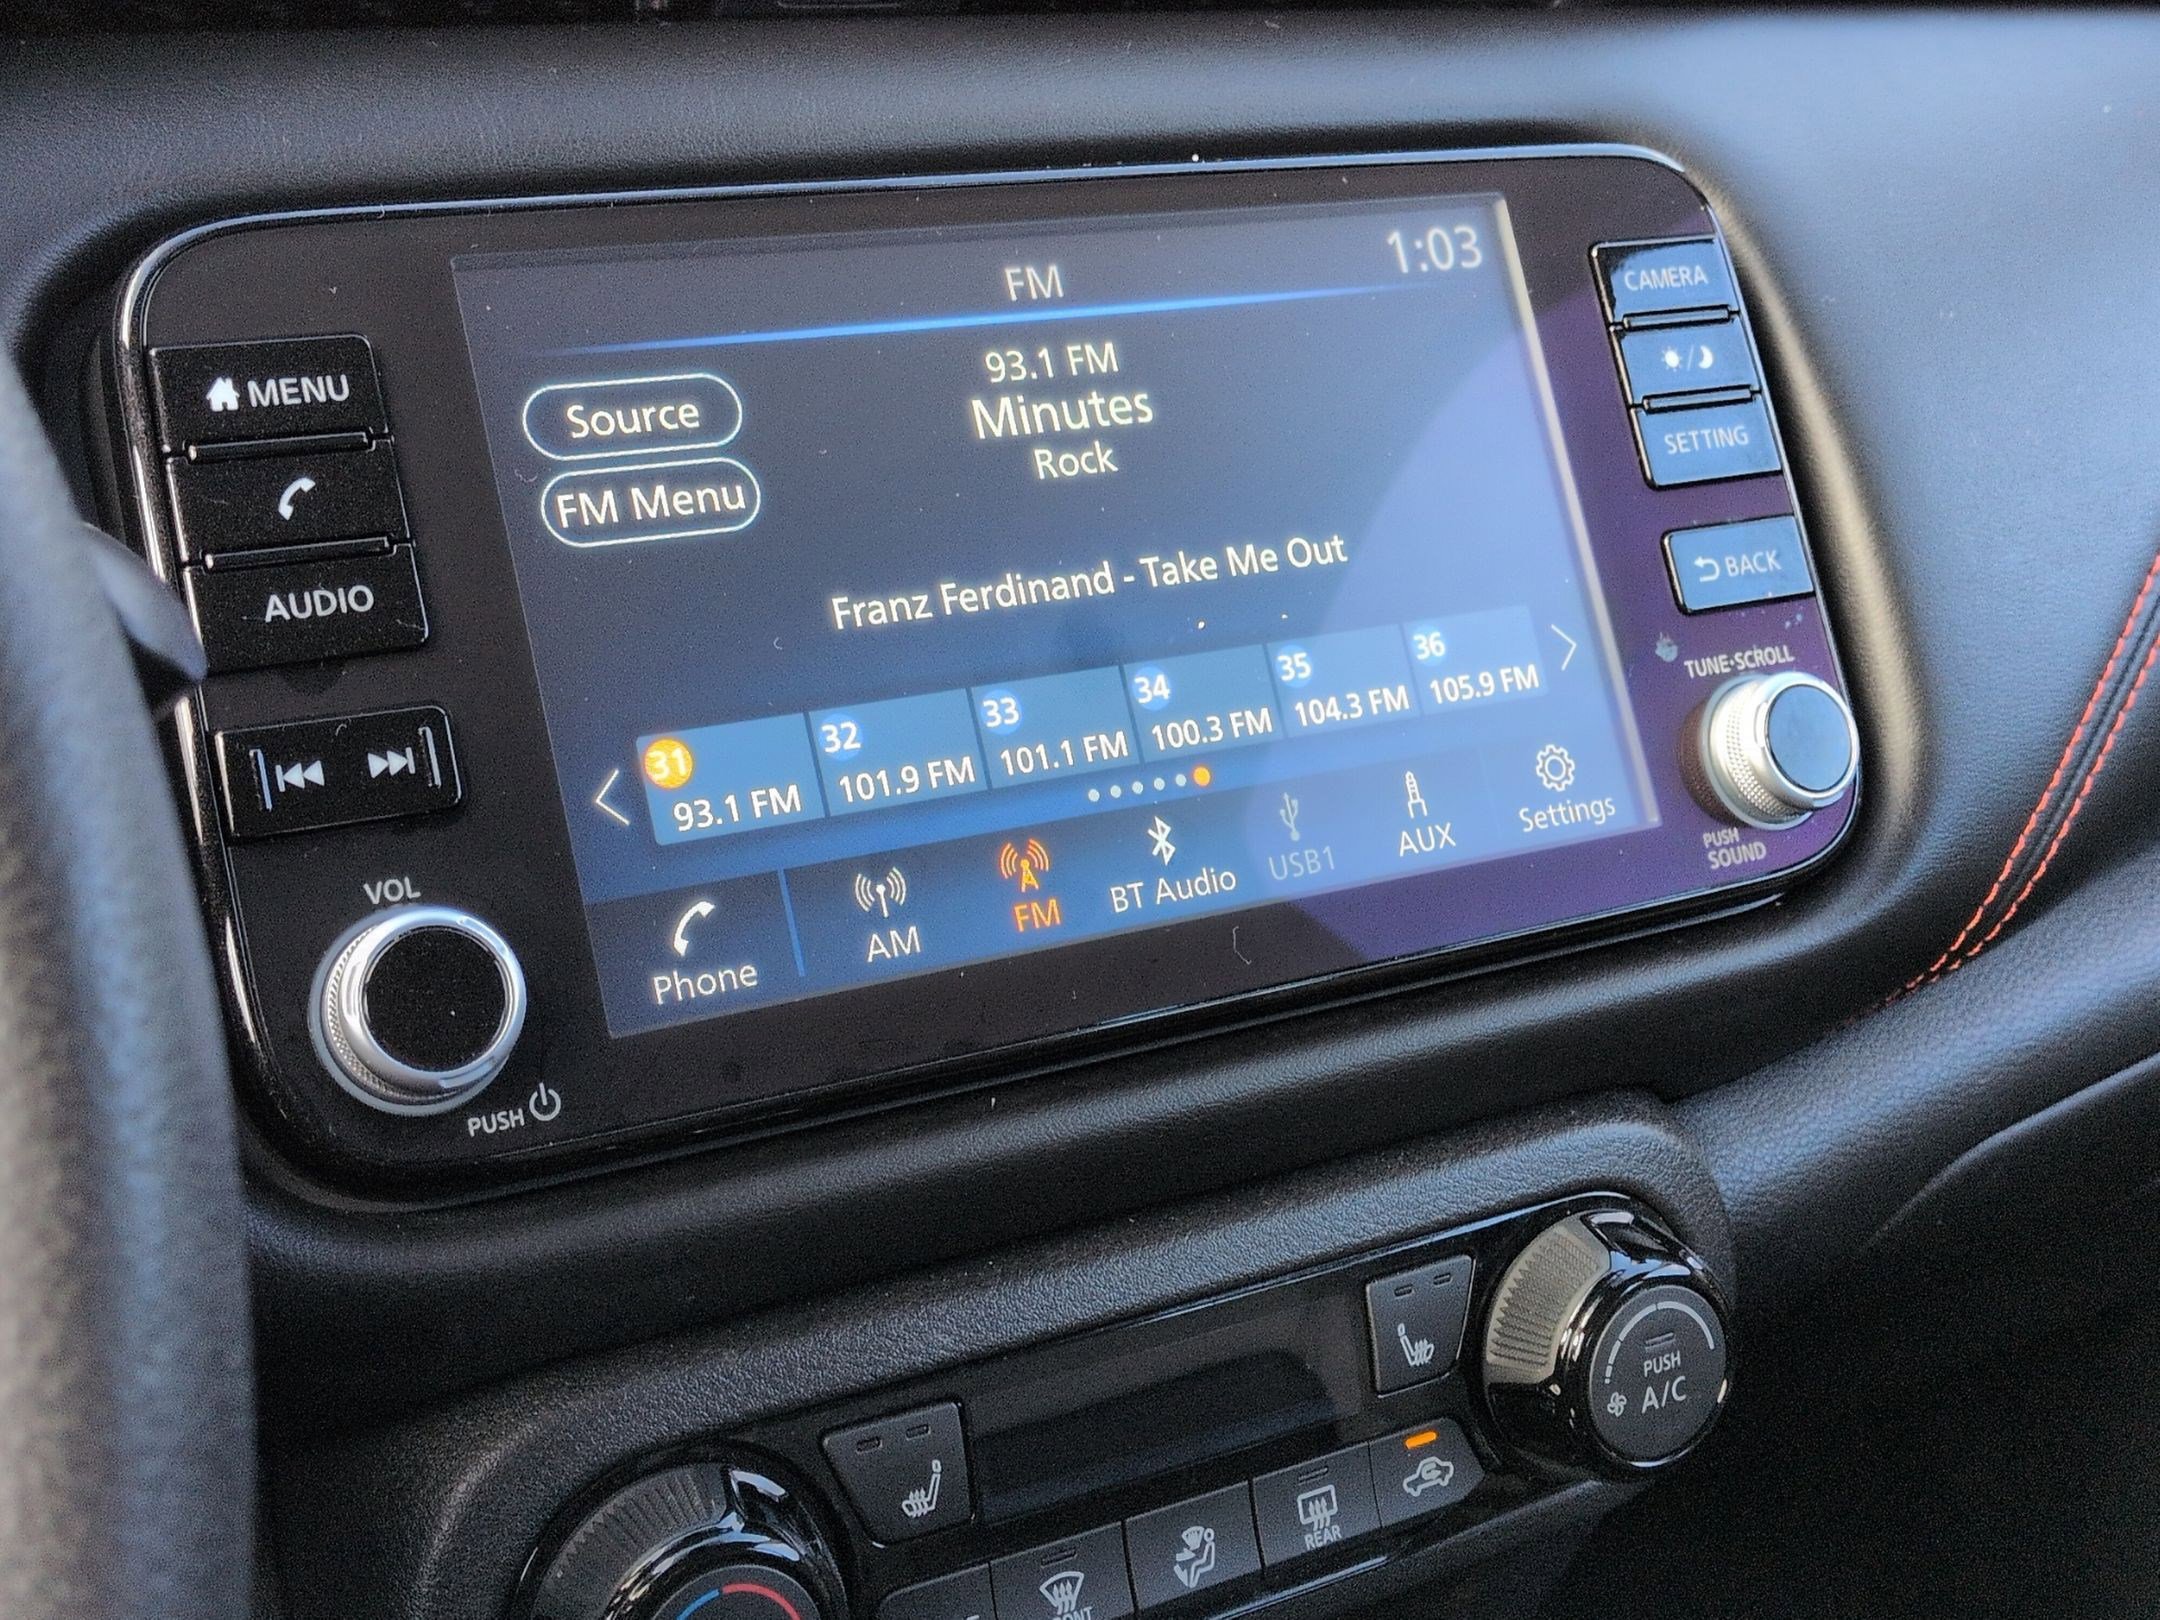 1:03
FM
CAMERA
MENU
93.1 FM
Minutes
Rock
Source
FM Menu
SETTING
AUDIO
BACK
Franz Ferdinand - Take Me Out
TUNE·SCROLL
31
93.1 FM
32
101.9 FM
33
101.1 FM
34
100.3 FM
35
104.3 FM
36
105.9 FM
Phone
AM
FM
BT Audio
USB1
AUX
Settings
PUSH
SOUND
VOL
PUSH
PUSH
A/C
REAR